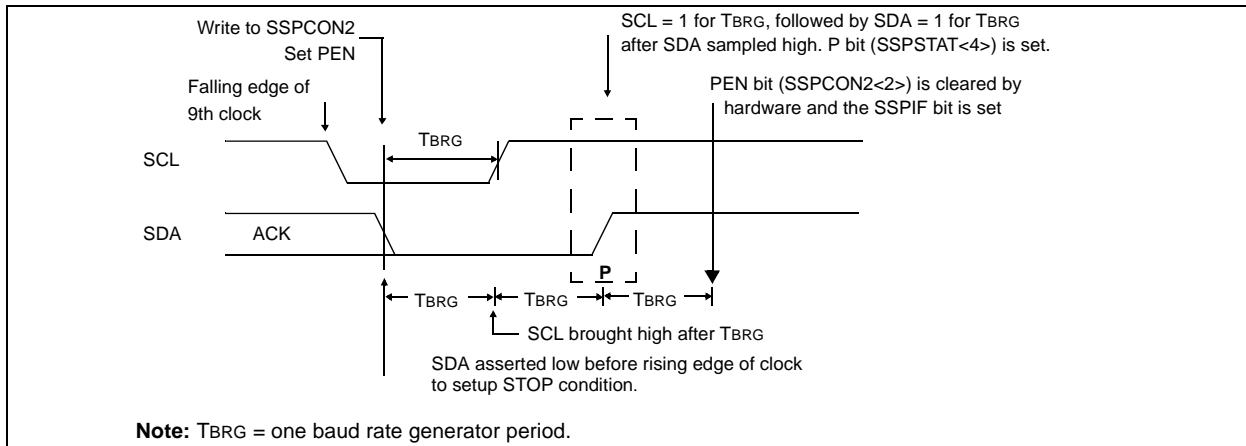 Write to SSPCON2
Set PEN
SCL = 1 for TBRG, followed by SDA = 1 for TBRG
after SDA sampled high. P bit (SSPSTAT<4>) is set.
Falling edge of
9th clock
PEN bit (SSPCON2<2>) is cleared by
hardware and the SSPIF bit is set
TBRG
SCL
SDA
ACK
P
TBRG
TBRG
TBRG
SCL brought high after TBRG
SDA asserted low before rising edge of clock
to setup STOP condition.
Note: TBRG = one baud rate generator period.